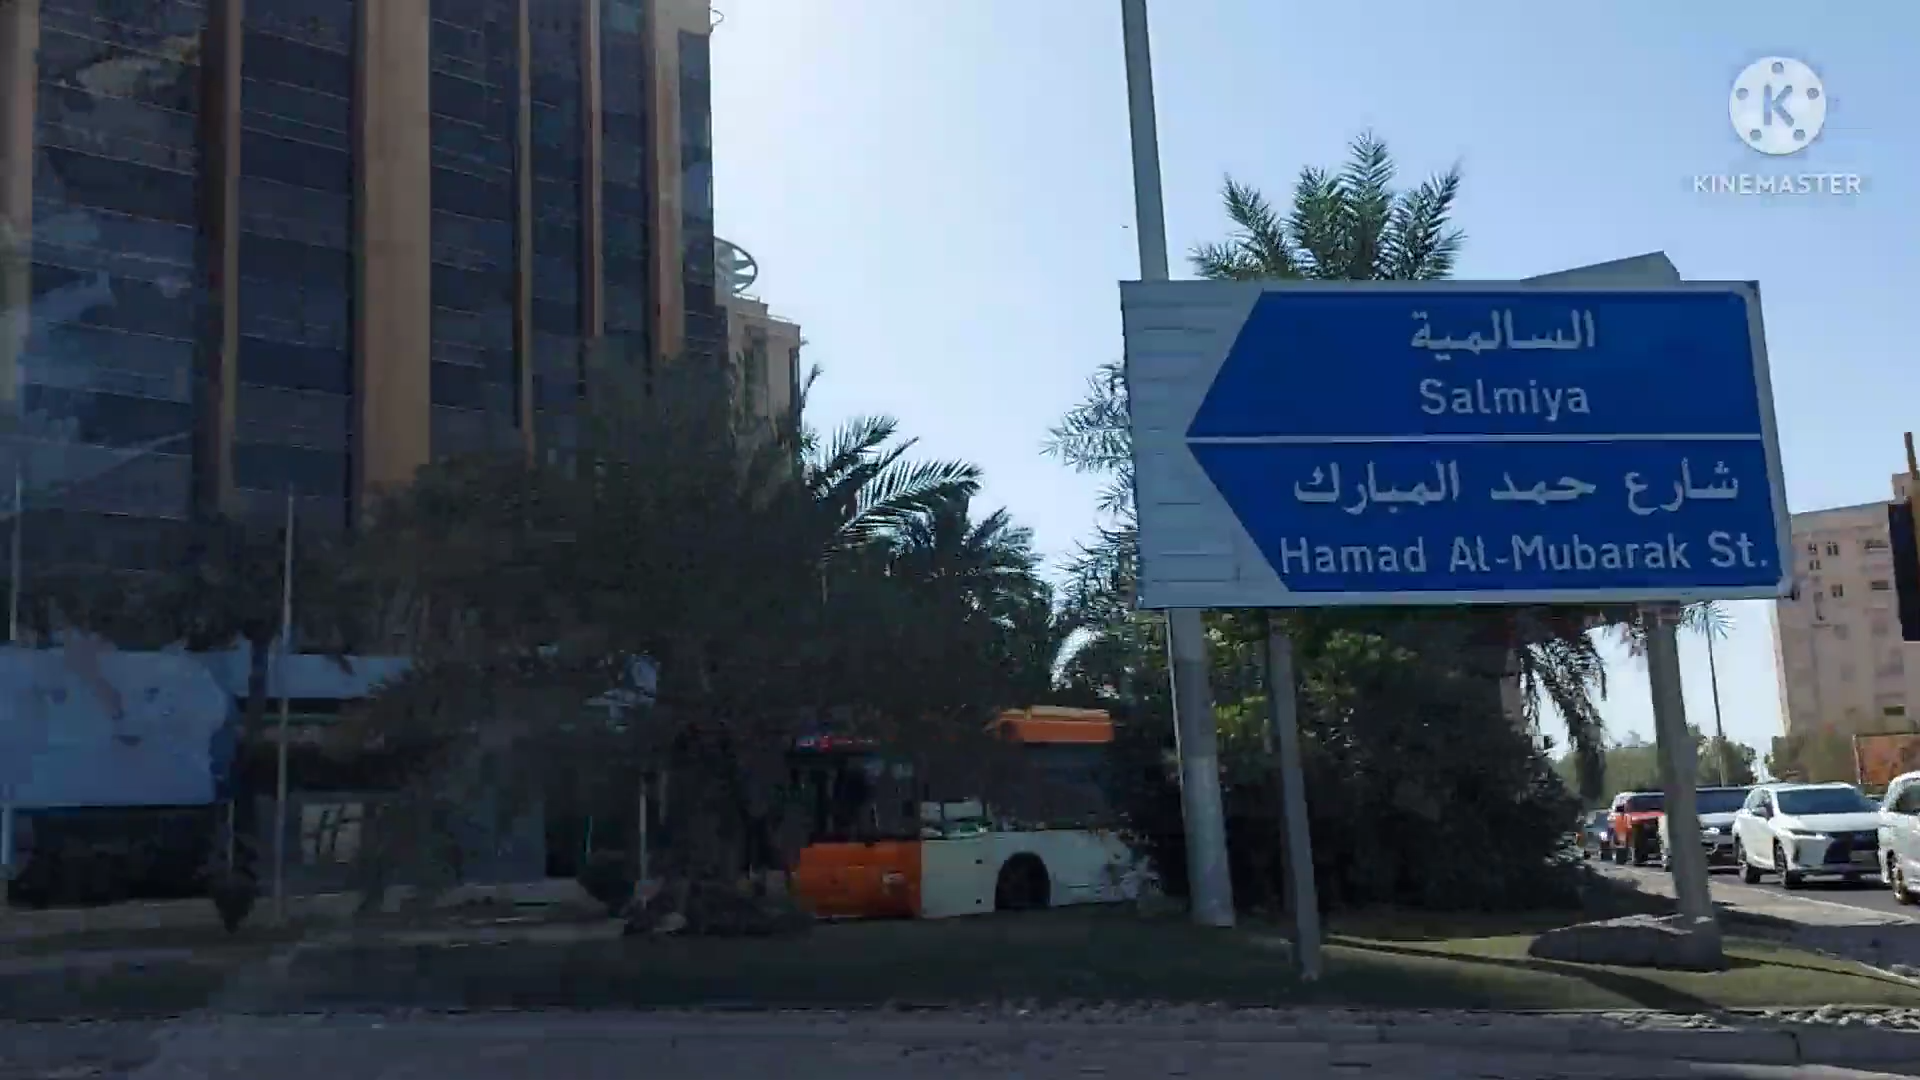 K
KINEMASTER
السالمية
Salmiya
شارع حمد المبارك
Hamad Al-Mubarak St.